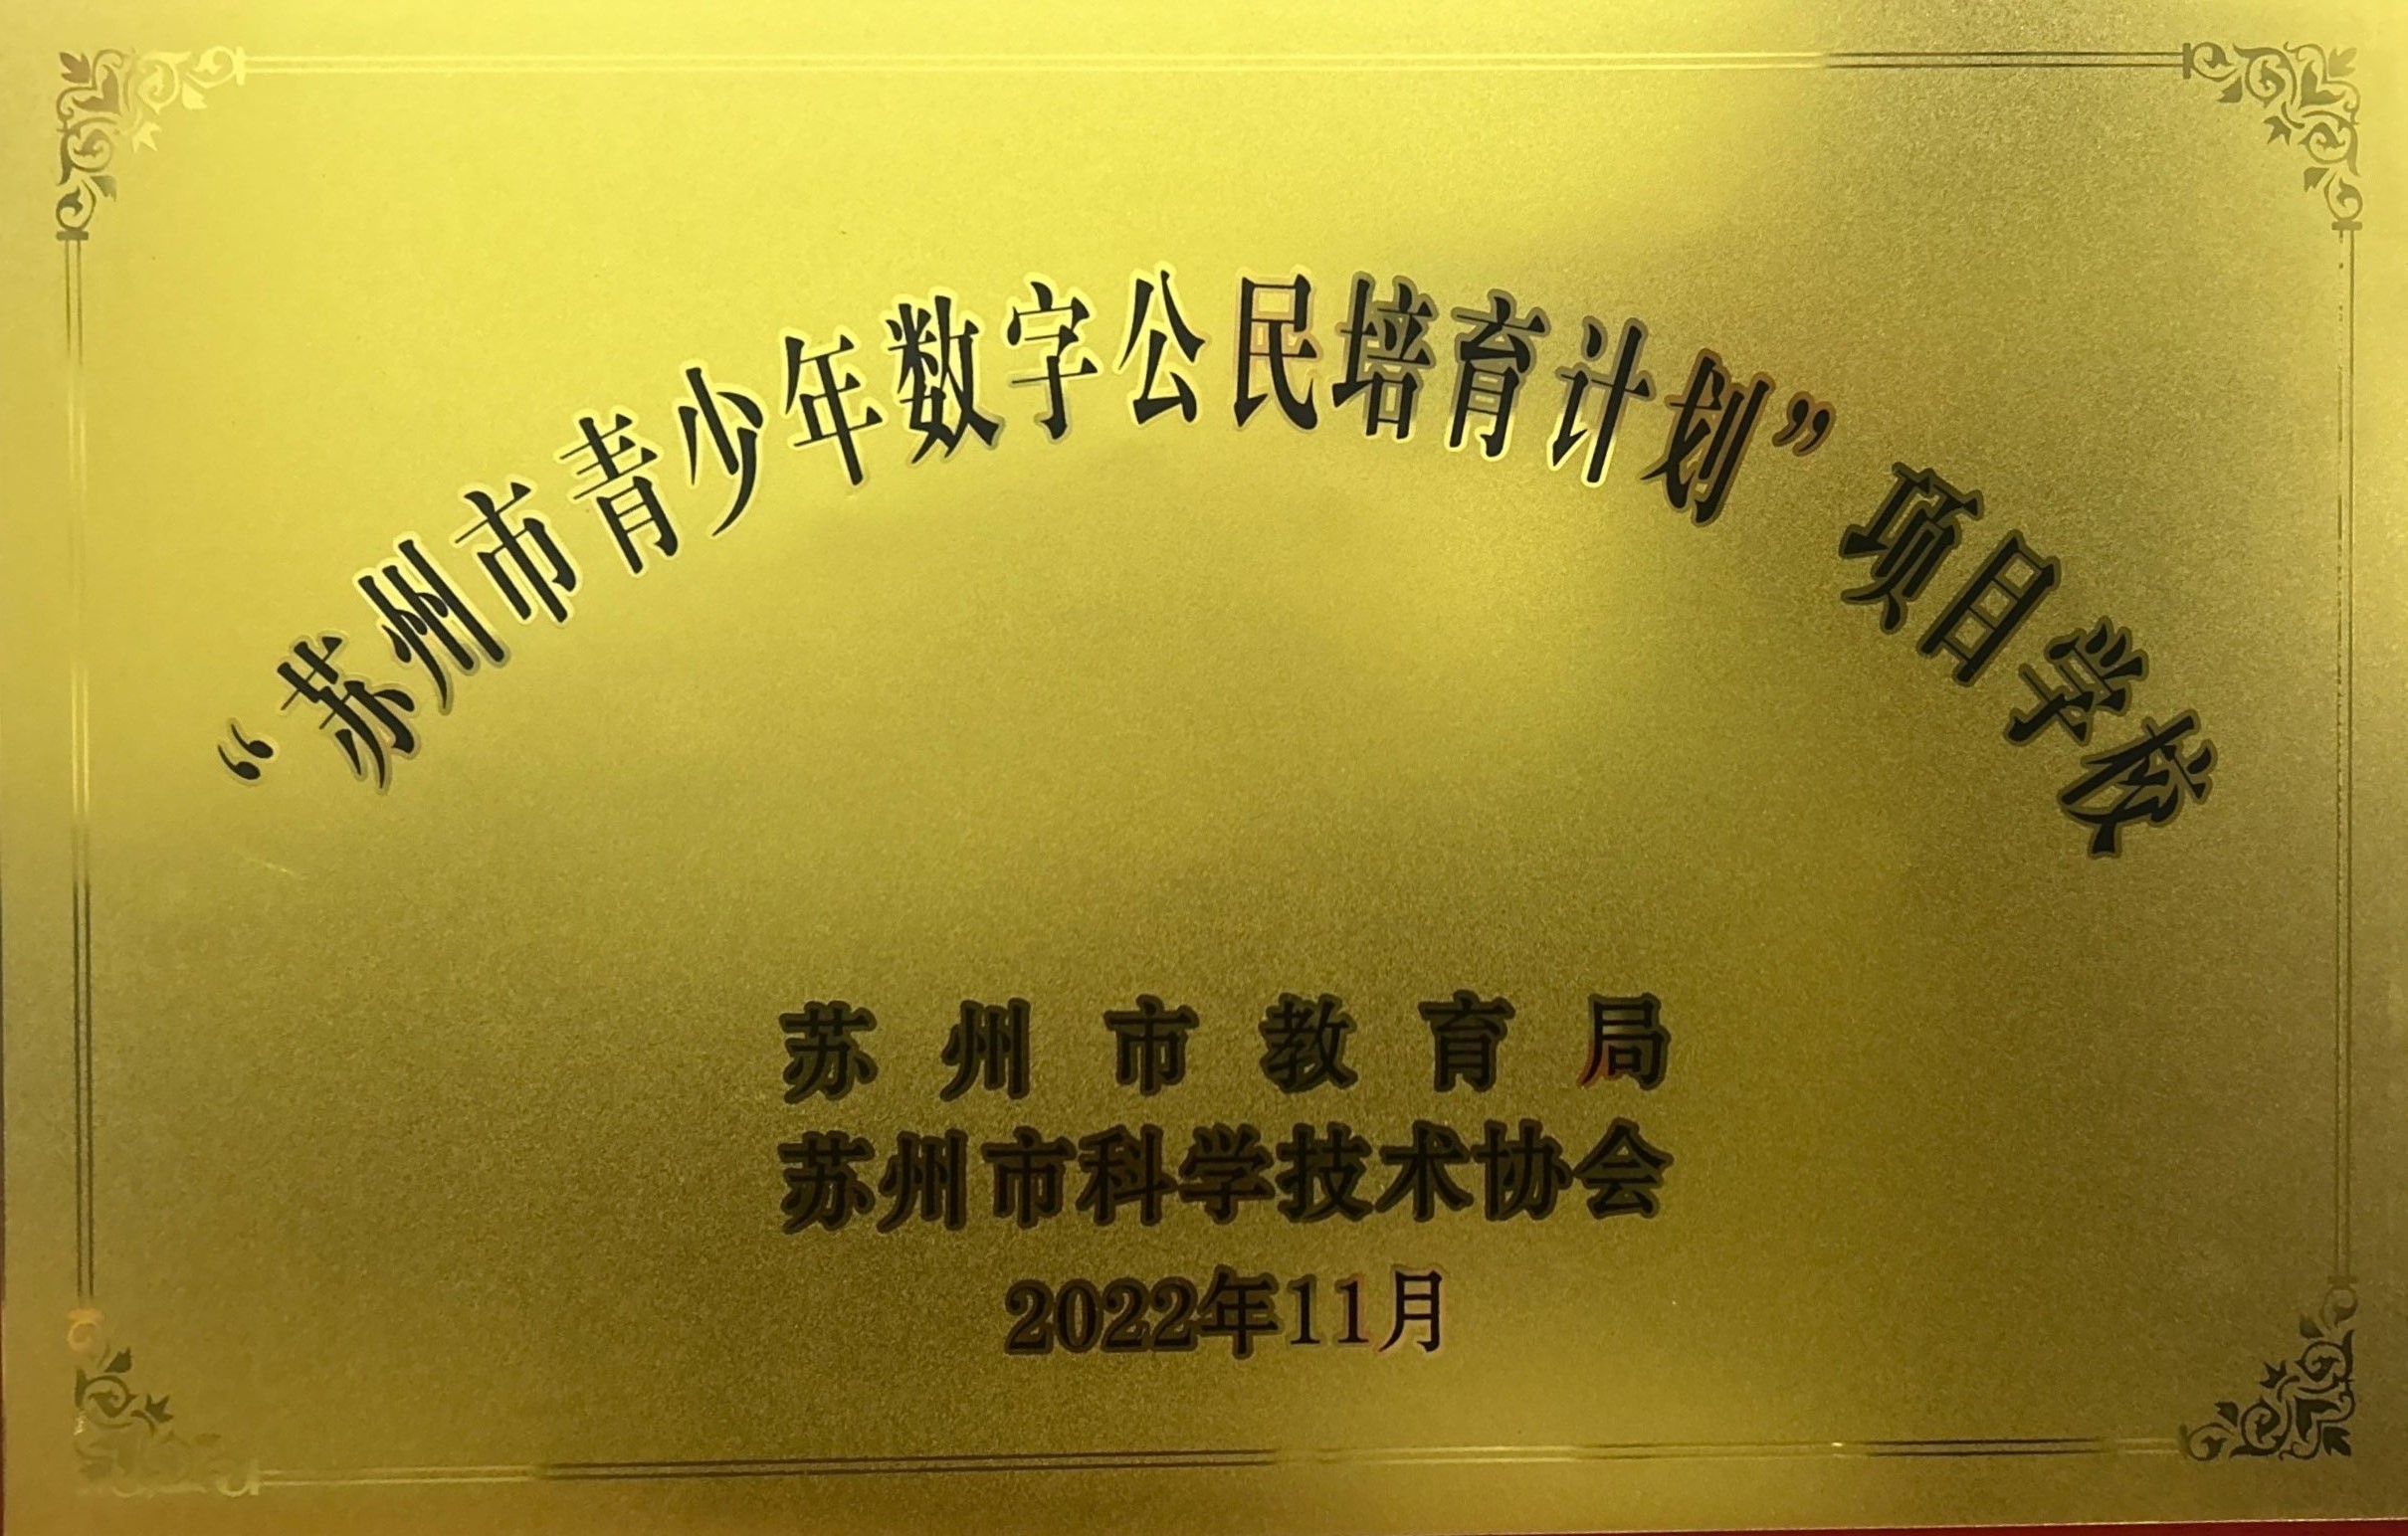 “苏州市青少年数字公民培育计划”项目学校
苏州市教育局
苏州市科学技术协会
2022年11月